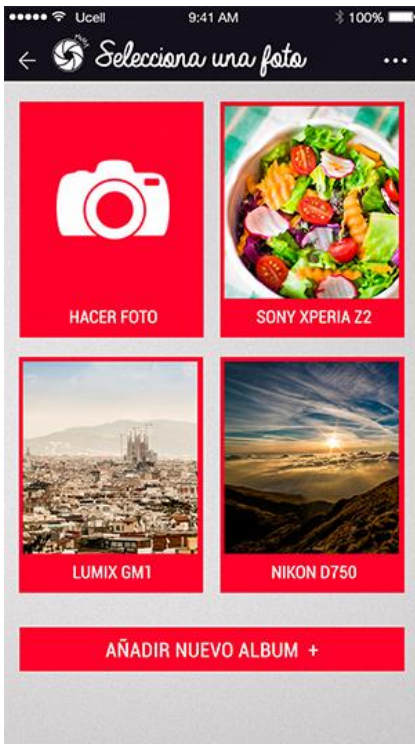 Ucell 9:41 AM 100%
Selecciona una foto
HACER FOTO SONY XPERIA Z2
LUMIX GM1 NIKON D750
AÑADIR NUEVO ALBUM +